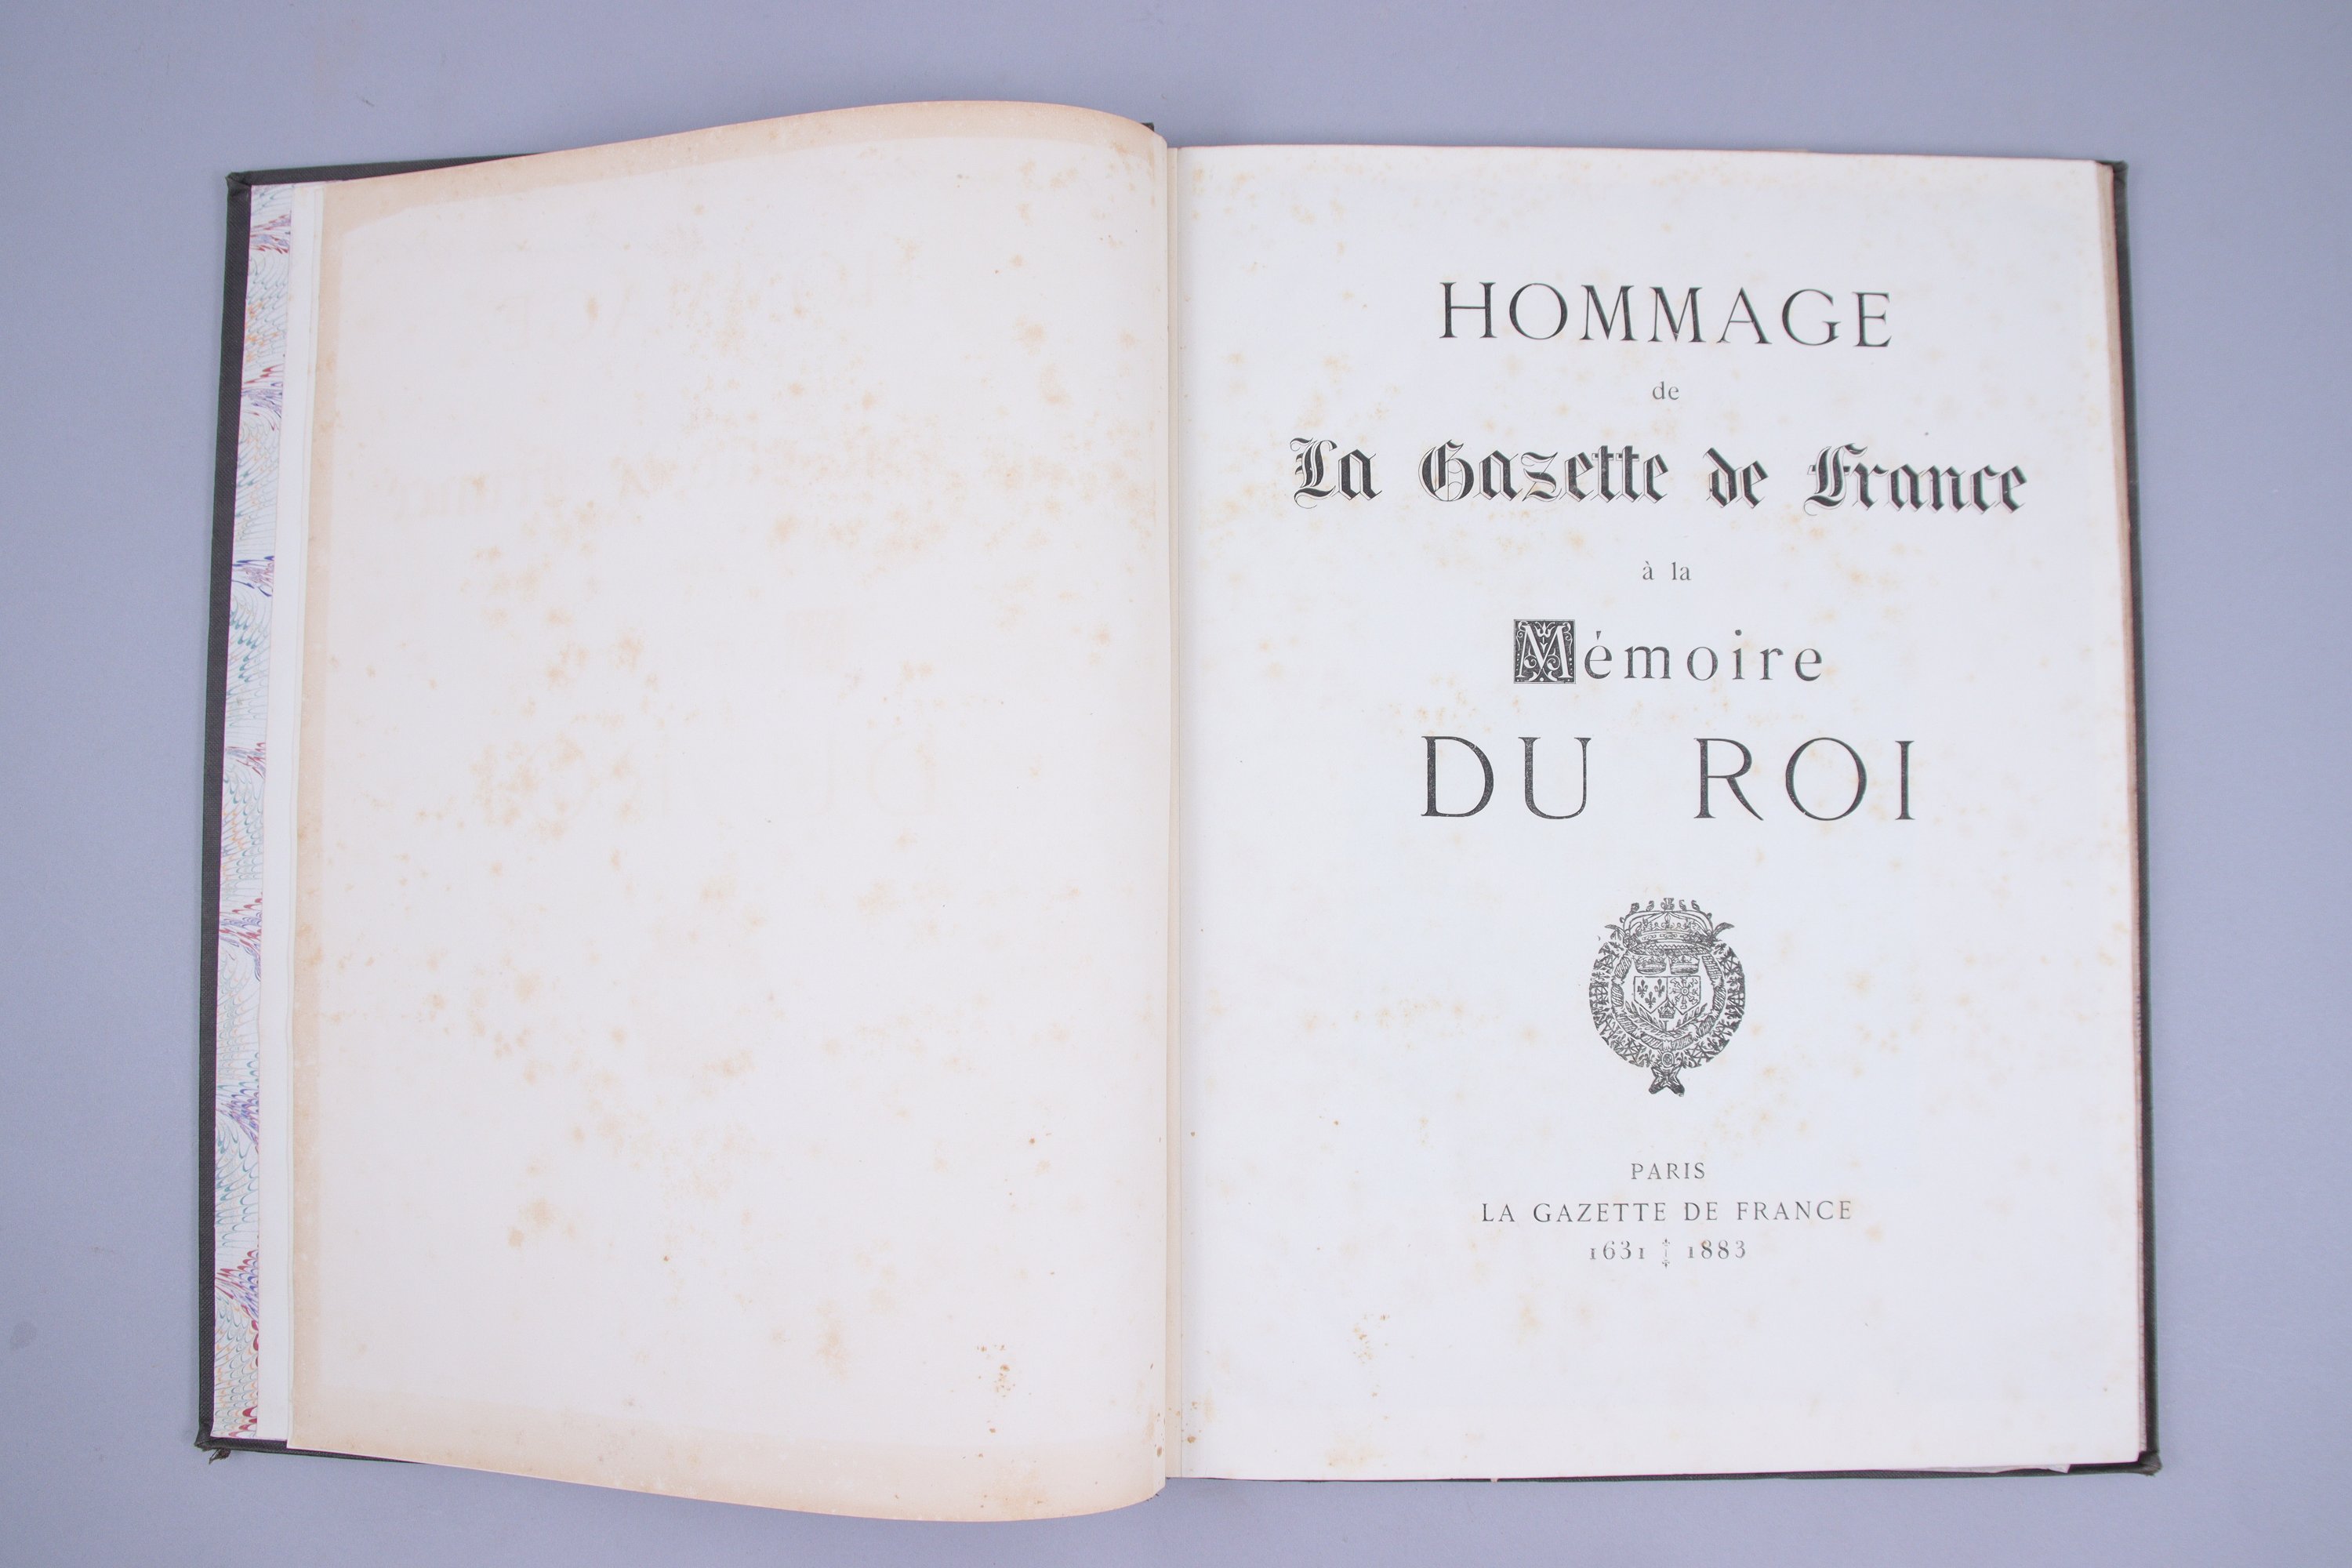 HOMMAGE
de
La Gazette de France
à la
Mémoire
DU ROI
PARIS
LA GAZETTE DE FRANCE
1631 1883